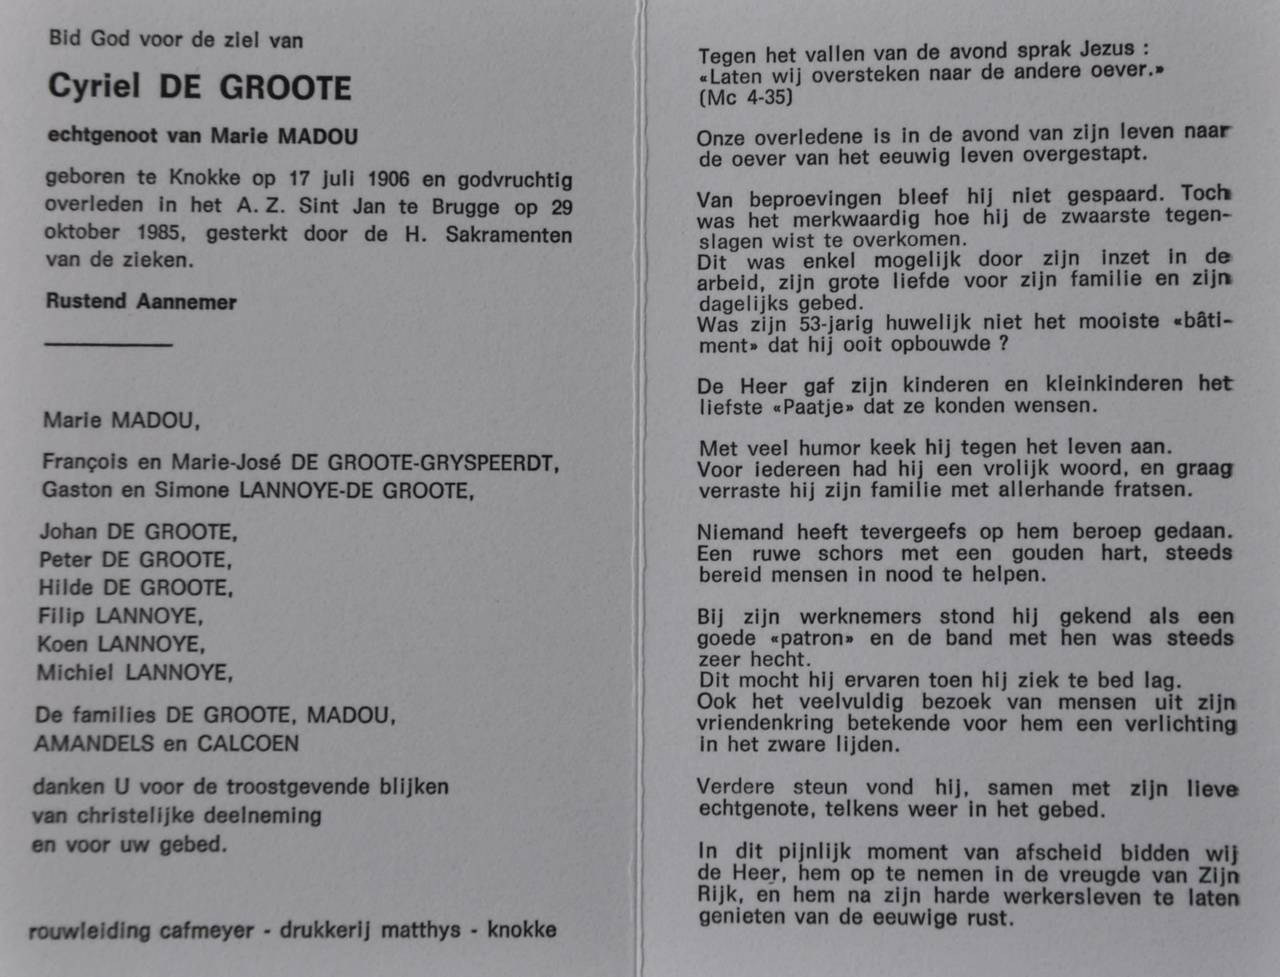 Bid God voor de ziel van
Cyriel DE GROOTE
echtgenoot van Marie MADOU
geboren te Knokke op 17 juli 1906 en godvruchtig
overleden in het A. Z. Sint Jan te Brugge op 29
oktober 1985, gesterkt door de H. Sakramenten
van de zieken.
Rustend Aannemer
Marie MADOU,
François en Marie-José DE GROOTE-GRYSPEERDT,
Gaston en Simone LANNOYE-DE GROOTE,
Johan DE GROOTE,
Peter DE GROOTE,
Hilde DE GROOTE,
Filip LANNOYE,
Koen LANNOYE,
Michiel LANNOYE,
De families DE GROOTE, MADOU,
AMANDELS en CALCOEN
danken U voor de troostgevende blijken
van christelijke deelneming
en voor uw gebed.
rouwleiding cafmeyer - drukkerij matthys - knokke
Tegen het vallen van de avond sprak Jezus :
«Laten wij oversteken naar de andere oever.»
(Mc 4-35)
Onze overledene is in de avond van zijn leven naar
de oever van het eeuwig leven overgestapt.
Van beproevingen bleef hij niet gespaard. Toch
was het merkwaardig hoe hij de zwaarste tegen-
slagen wist te overkomen.
Dit was enkel mogelijk door zijn inzet in de
arbeid, zijn grote liefde voor zijn familie en zijn
dagelijks gebed.
Was zijn 53-jarig huwelijk niet het mooiste «bâti-
ment» dat hij ooit opbouwde ?
De Heer gaf zijn kinderen en kleinkinderen het
liefste «Paatje» dat ze konden wensen.
Met veel humor keek hij tegen het leven aan.
Voor iedereen had hij een vrolijk woord, en graag
verraste hij zijn familie met allerhande fratsen.
Niemand heeft tevergeefs op hem beroep gedaan.
Een ruwe schors met een gouden hart, steeds
bereid mensen in nood te helpen.
Bij zijn werknemers stond hij gekend als een
goede «patron» en de band met hen was steeds
zeer hecht.
Dit mocht hij ervaren toen hij ziek te bed lag.
Ook het veelvuldig bezoek van mensen uit zijn
vriendenkring betekende voor hem een verlichting
in het zware lijden.
Verdere steun vond hij, samen met zijn lieve
echtgenote, telkens weer in het gebed.
In dit pijnlijk moment van afscheid bidden wij
de Heer, hem op te nemen in de vreugde van Zijn
Rijk, en hem na zijn harde werkersleven te laten
genieten van de eeuwige rust.